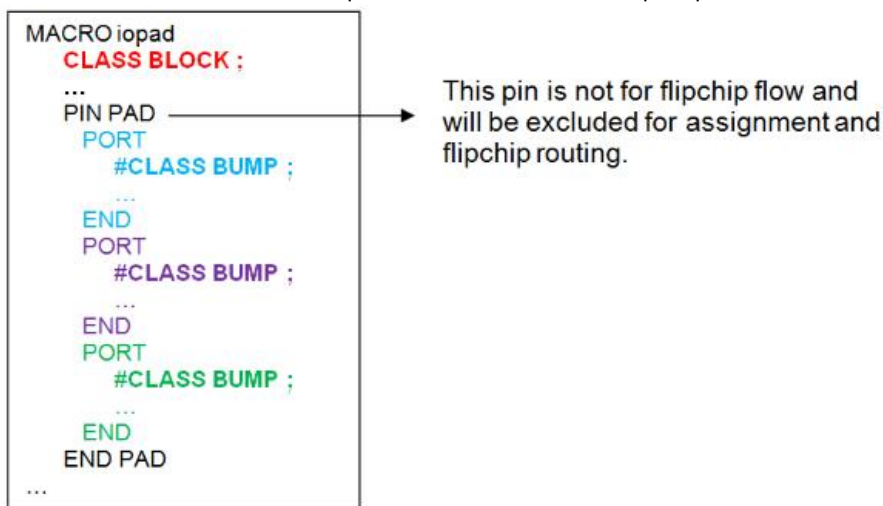 MACRO iopad
CLASS BLOCK ;
...
PIN PAD
PORT
#CLASS BUMP ;
...
END
PORT
#CLASS BUMP ;
...
END
PORT
#CLASS BUMP ;
...
END
END PAD
...
This pin is not for flipchip flow and
will be excluded for assignment and
flipchip routing.